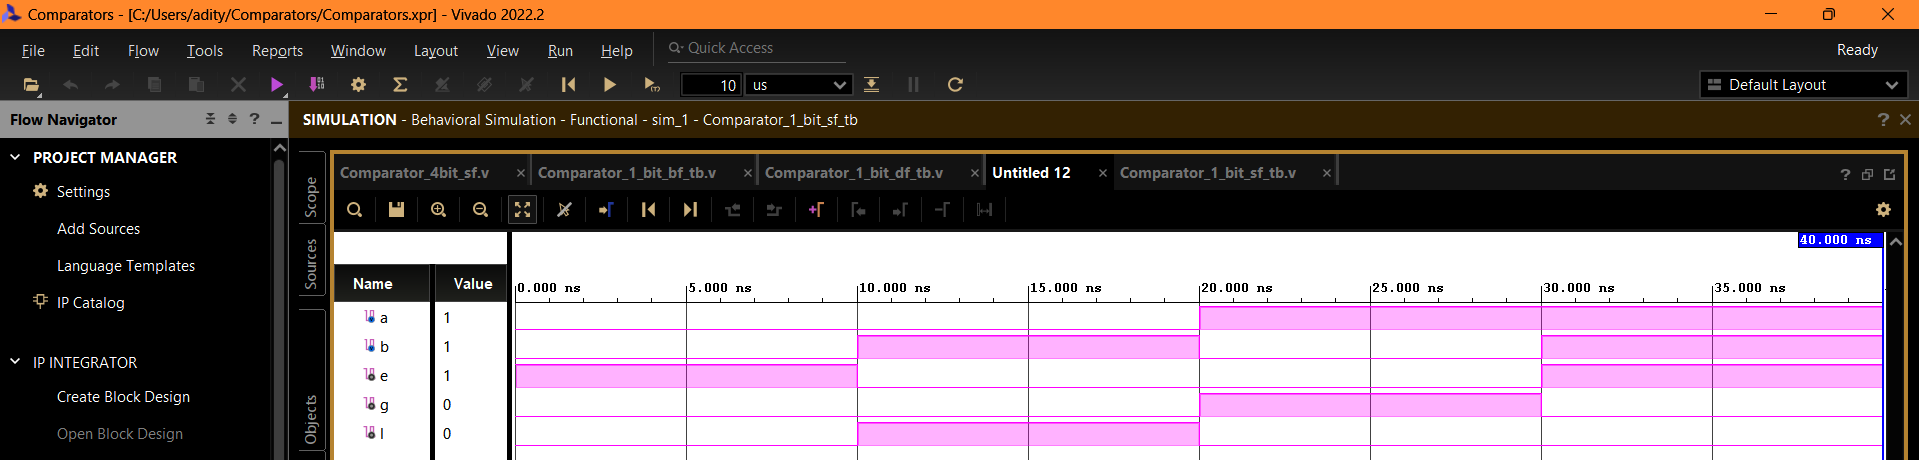 Comparators - [C:/Users/adity/Comparators/Comparators.xpr] - Vivado 2022.2
File Edit Flow Tools Reports Window Layout View Run Help Quick Access Ready
10 us Default Layout
Flow Navigator
SIMULATION - Behavioral Simulation - Functional - sim_1 - Comparator_1_bit_sf_tb
PROJECT MANAGER
Settings
Add Sources
Language Templates
IP Catalog
IP INTEGRATOR
Create Block Design
Open Block Design
Scope
Sources
Objects
Comparator_4bit_sf.v Comparator_1_bit_bf_tb.v Comparator_1_bit_df_tb.v Untitled 12 Comparator_1_bit_sf_tb.v
40.000 ns
Name Value
0.000 ns 5.000 ns 10.000 ns 15.000 ns 20.000 ns 25.000 ns 30.000 ns 35.000 ns
a 1
b 1
e 1
g 0
l 0